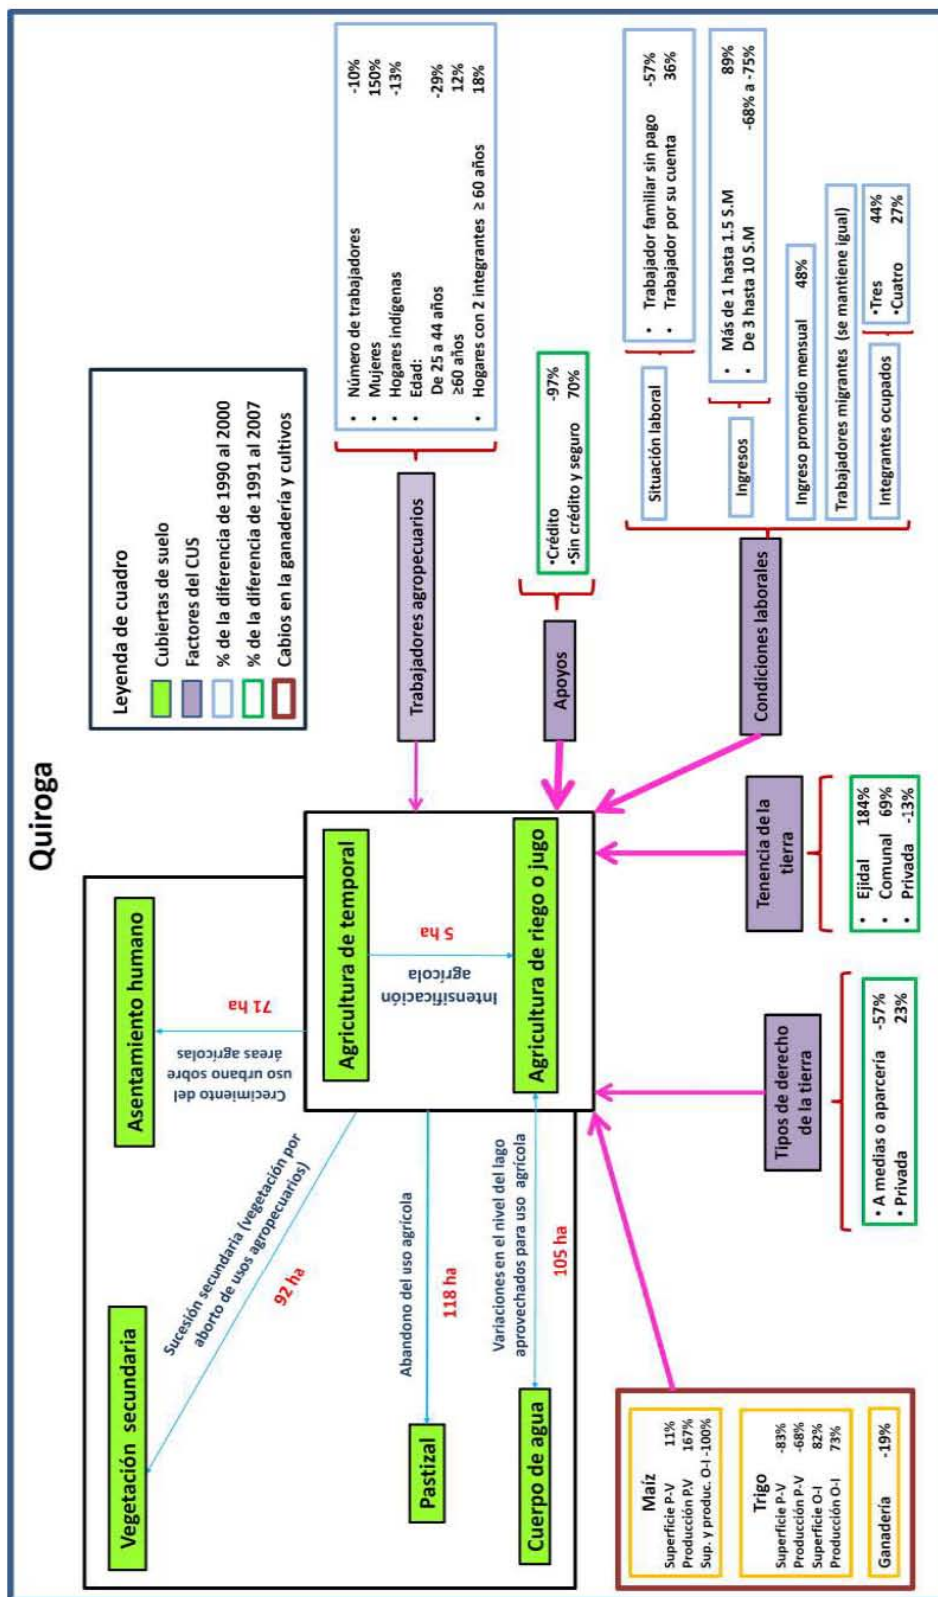 Quiroga
Leyenda de cuadro
Cubiertas de suelo
Factores del CUS
% de la diferencia de 1990 al 2000
% de la diferencia de 1991 al 2007
Cabios en la ganadería y cultivos
Vegetación secundaria
Asentamiento humano
Sucesión secundaria (vegetación por
aborto de usos agropecuarios)
92 ha
Crecimiento del
uso urbano sobre
áreas agrícolas
71 ha
Pastizal
Abandono del uso agrícola
118 ha
Agricultura de temporal
Intensificación
agrícola
5 ha
Cuerpo de agua
Variaciones en el nivel del lago
aprovechados para uso agrícola
105 ha
Agricultura de riego o jugo
Trabajadores agropecuarios
• Número de trabajadores -10%
• Mujeres 150%
• Hogares indígenas -13%
• Edad:
De 25 a 44 años -29%
≥60 años 12%
• Hogares con 2 integrantes ≥ 60 años 18%
Apoyos
•Crédito -97%
•Sin crédito y seguro 70%
Condiciones laborales
Situación laboral
• Trabajador familiar sin pago -57%
• Trabajador por su cuenta 36%
Ingresos
• Más de 1 hasta 1.5 S.M 89%
• De 3 hasta 10 S.M -68% a -75%
Ingreso promedio mensual 48%
Trabajadores migrantes (se mantiene igual)
Integrantes ocupados
•Tres 44%
•Cuatro 27%
Maíz
Superficie P-V 11%
Producción P.V 167%
Sup. y produc. O-I -100%
Trigo
Superficie P-V -83%
Producción P-V -68%
Superficie O-I 82%
Producción O-I 73%
Ganadería -19%
Tipos de derecho
de la tierra
• A medias o aparcería -57%
• Privada 23%
Tenencia de la
tierra
• Ejidal 184%
• Comunal 69%
• Privada -13%